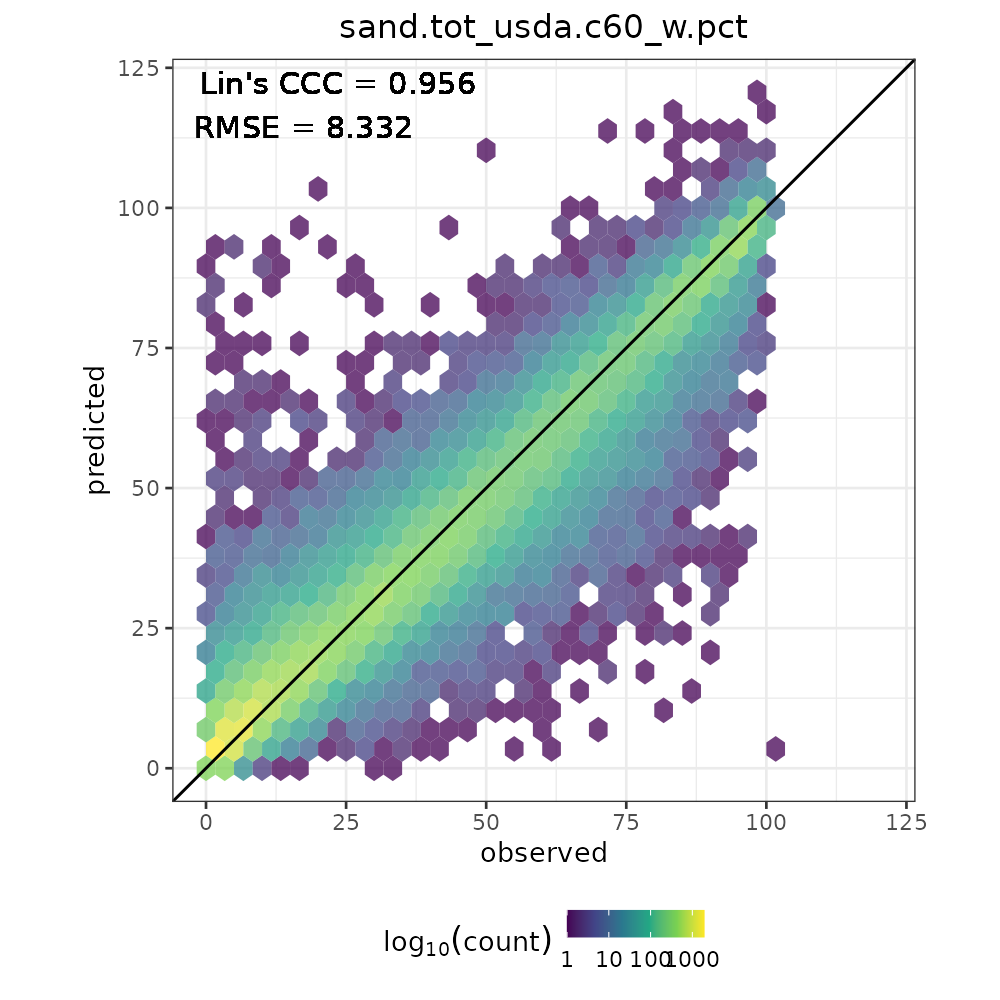 sand.tot_usda.c60_w.pct
Lin's CCC = 0.956
RMSE = 8.332
125
100
75
50
25
0
predicted
0 25 50 75 100 125
observed
log10(count)
1 10 100 1000